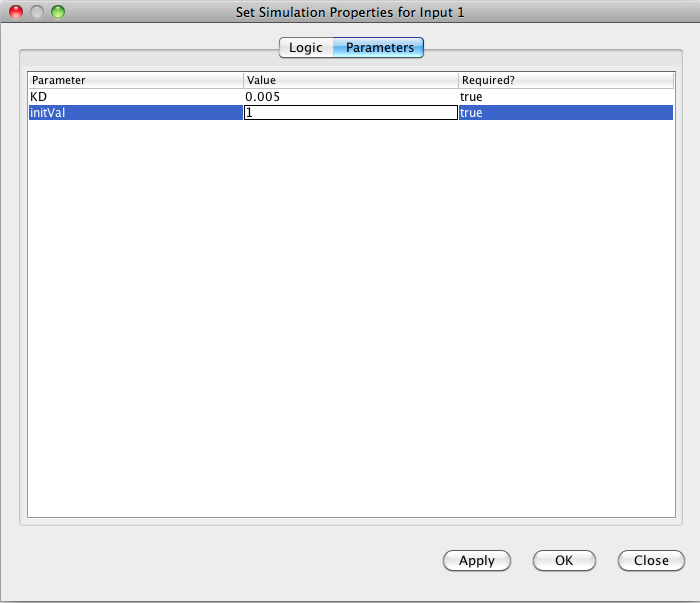 Set Simulation Properties for Input 1
Logic Parameters
Parameter Value Required?
KD 0.005 true
initVal 1 true
Apply OK Close